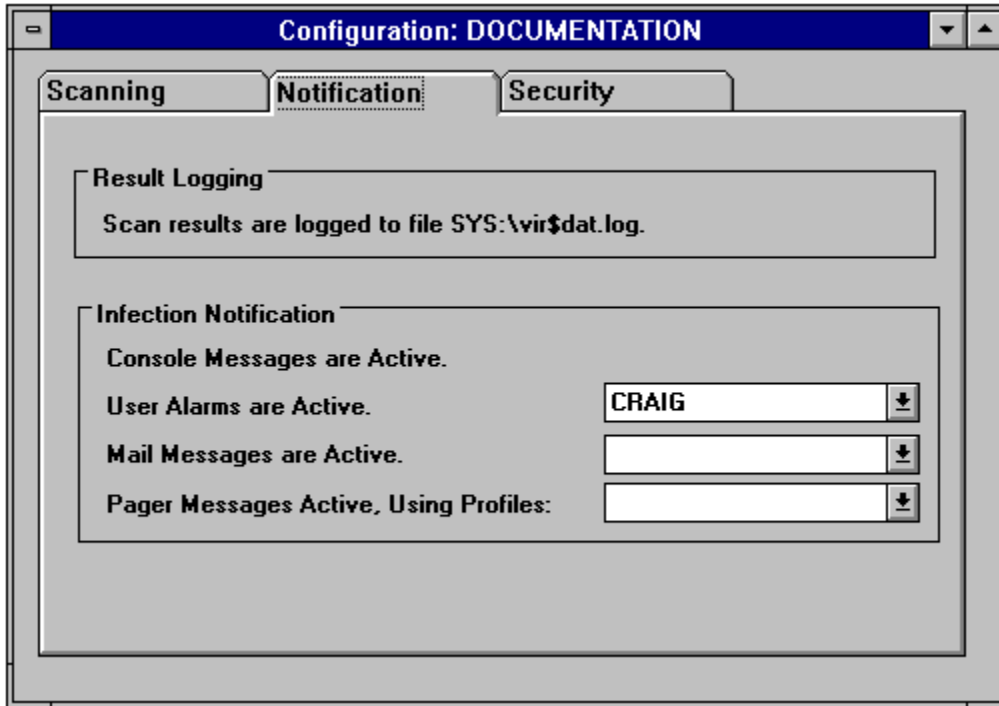 Configuration: DOCUMENTATION
Scanning
Notification
Security
Result Logging
Scan results are logged to file SYS:\vir$dat.log.
Infection Notification
Console Messages are Active.
User Alarms are Active.
CRAIG
Mail Messages are Active.
Pager Messages Active, Using Profiles: